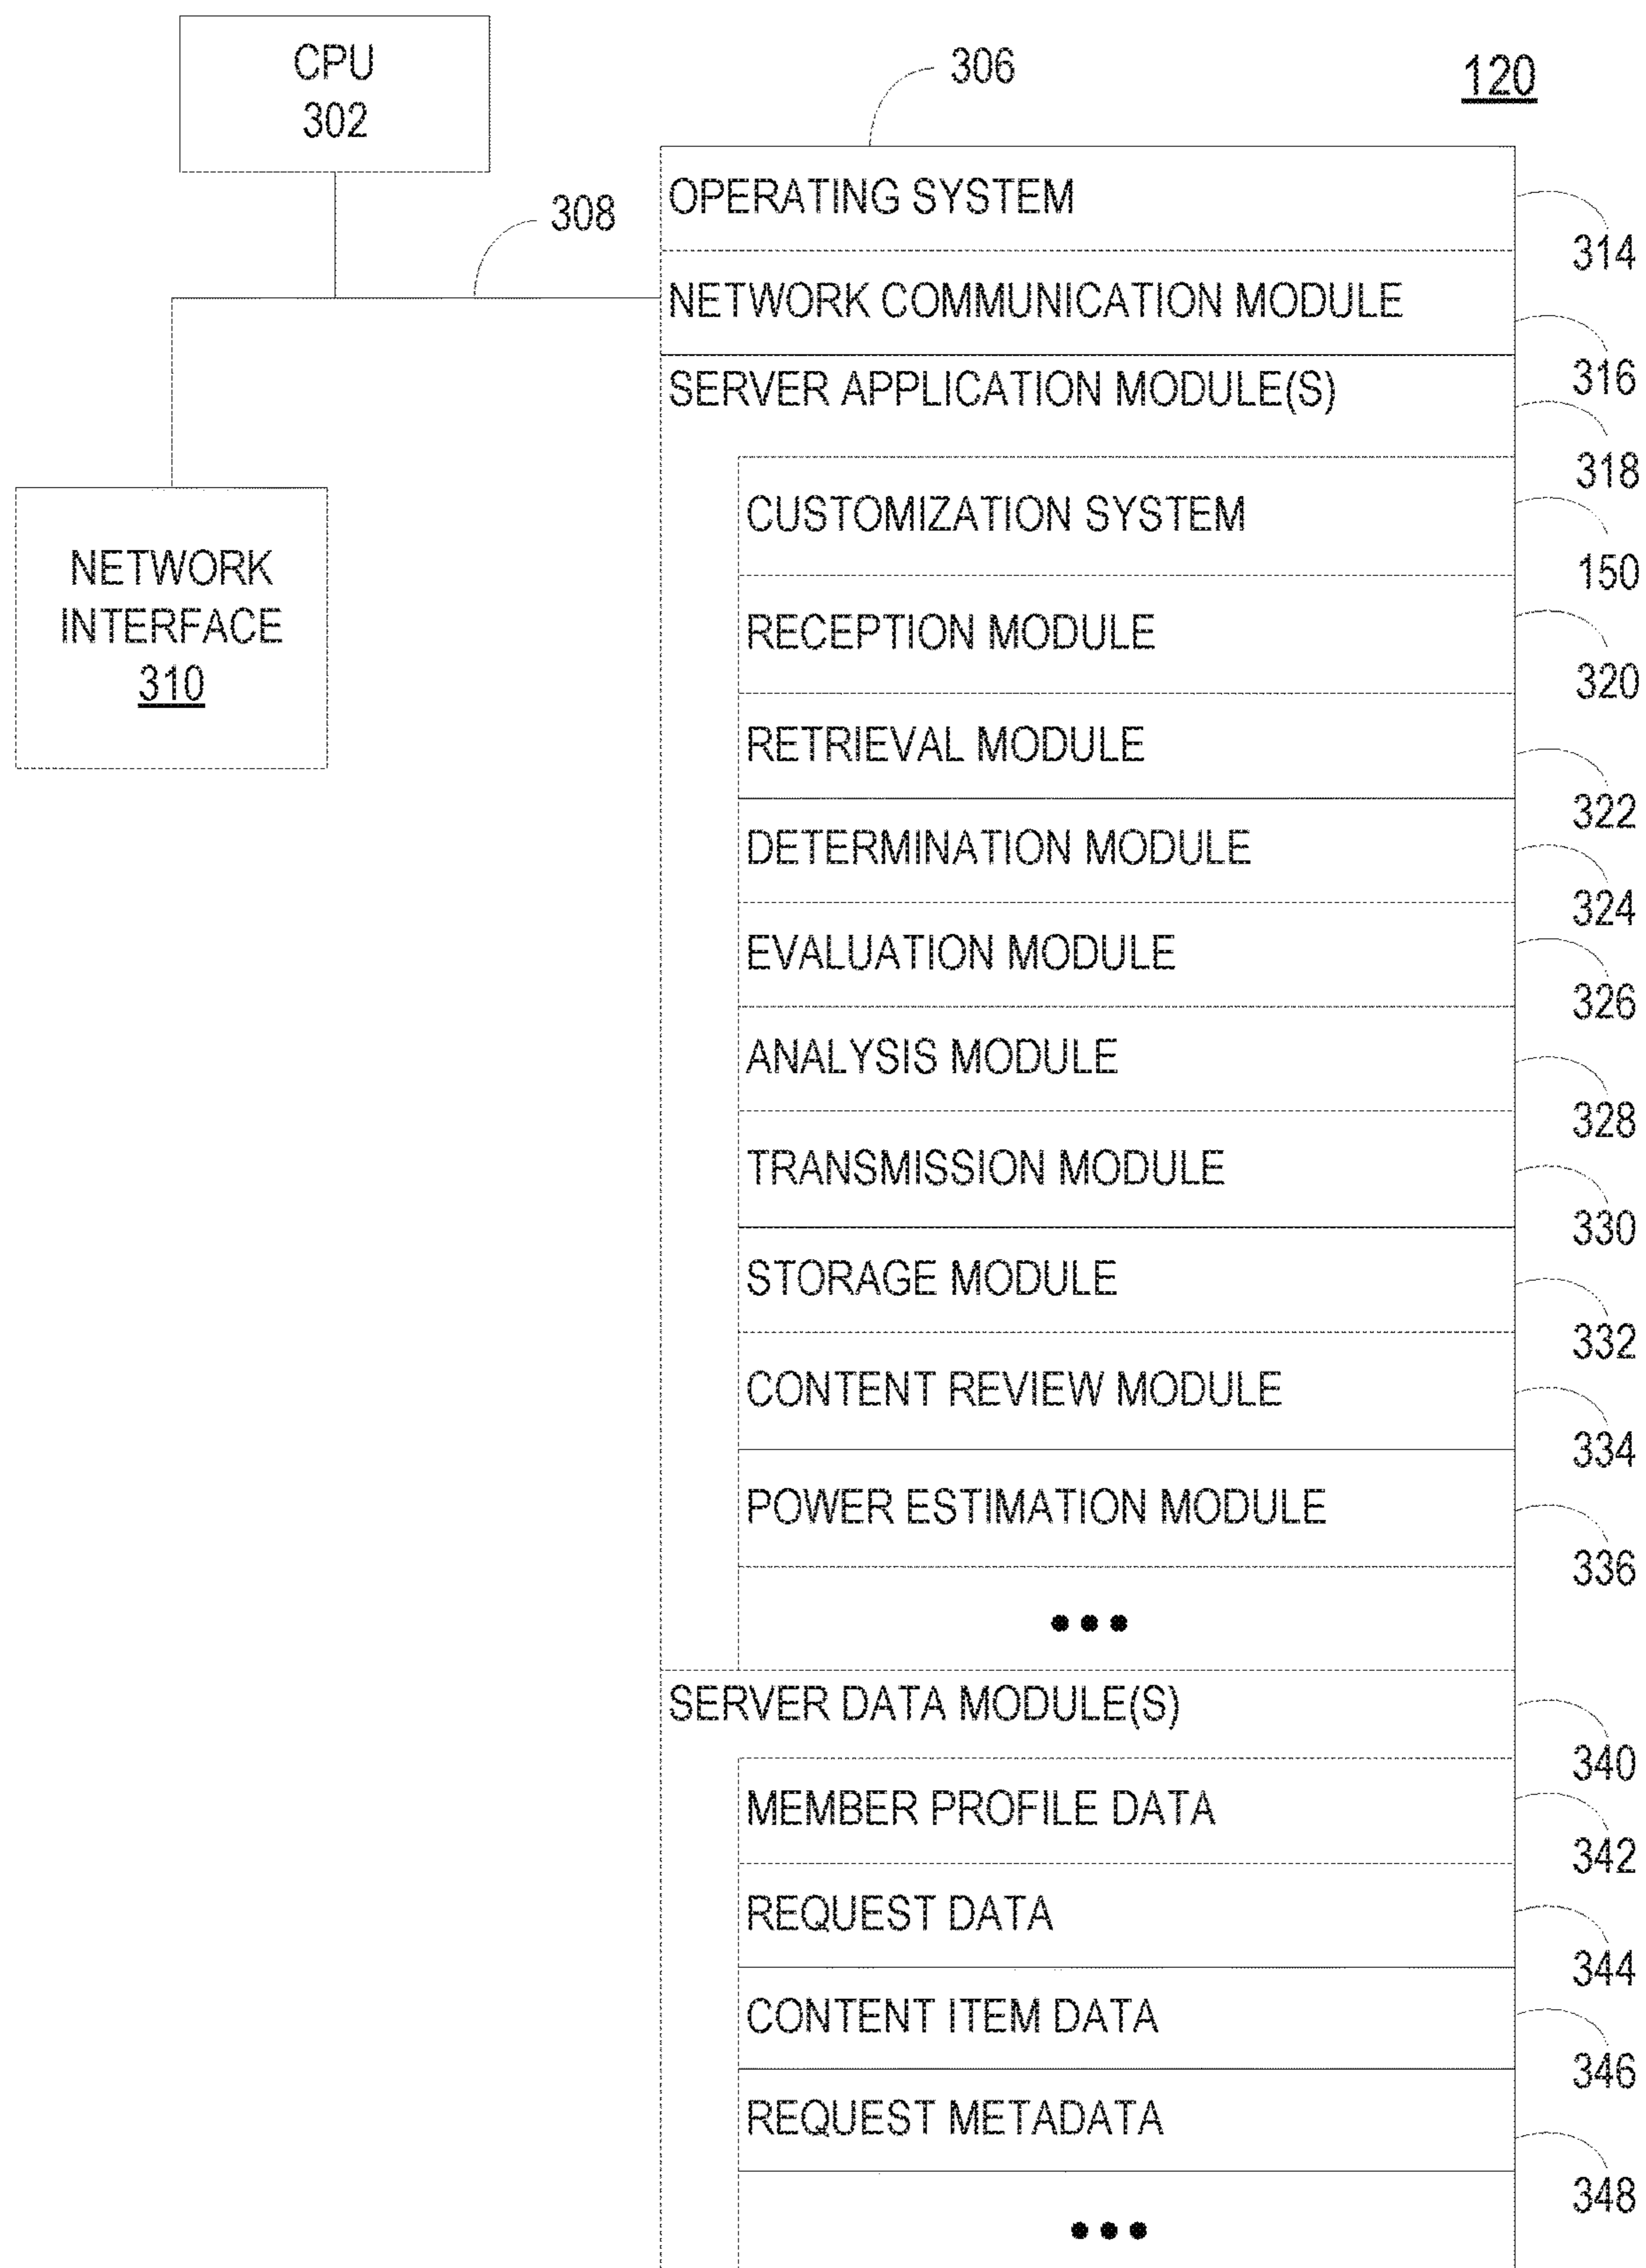 CPU
302
306
120
308
OPERATING SYSTEM
314
NETWORK COMMUNICATION MODULE
316
SERVER APPLICATION MODULE(S)
318
CUSTOMIZATION SYSTEM
150
NETWORK
INTERFACE
310
RECEPTION MODULE
320
RETRIEVAL MODULE
322
DETERMINATION MODULE
324
EVALUATION MODULE
326
ANALYSIS MODULE
328
TRANSMISSION MODULE
330
STORAGE MODULE
332
CONTENT REVIEW MODULE
334
POWER ESTIMATION MODULE
336
•••
SERVER DATA MODULE(S)
340
MEMBER PROFILE DATA
342
REQUEST DATA
344
CONTENT ITEM DATA
346
REQUEST METADATA
348
•••